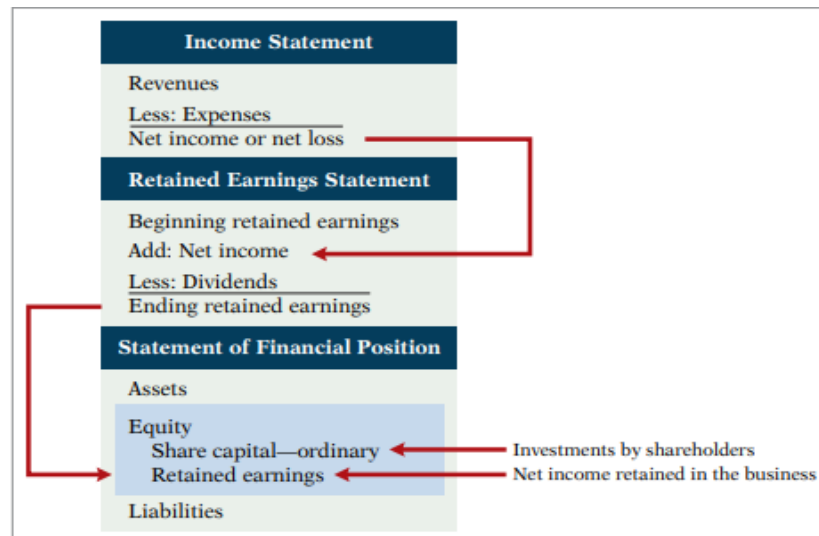 Income Statement
Revenues
Less: Expenses
Net income or net loss
Retained Earnings Statement
Beginning retained earnings
Add: Net income
Less: Dividends
Ending retained earnings
Statement of Financial Position
Assets
Equity
Share capital—ordinary
Investments by shareholders
Retained earnings
Net income retained in the business
Liabilities